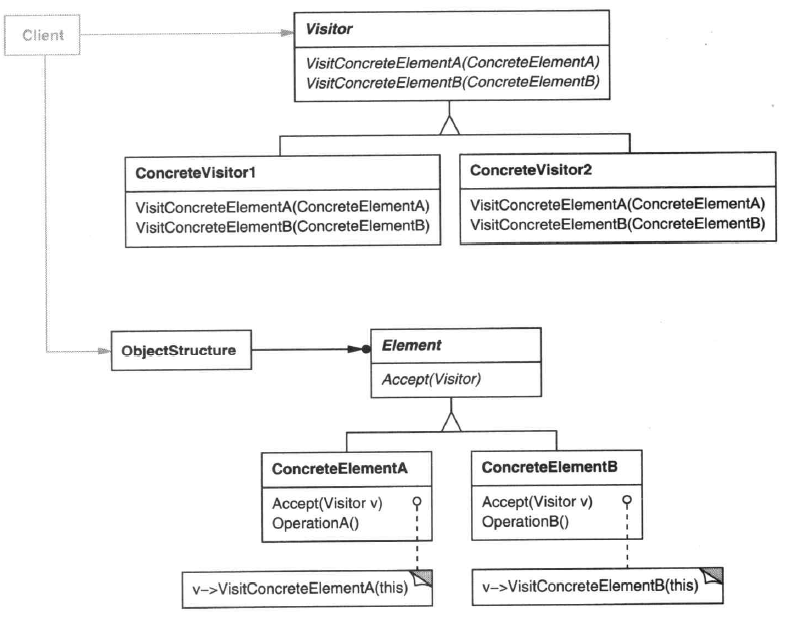 Client
Visitor
VisitConcreteElementA(ConcreteElementA)
VisitConcreteElementB(ConcreteElementB)
ConcreteVisitor1
VisitConcreteElementA(ConcreteElementA)
VisitConcreteElementB(ConcreteElementB)
ConcreteVisitor2
VisitConcreteElementA(ConcreteElementA)
VisitConcreteElementB(ConcreteElementB)
ObjectStructure
Element
Accept(Visitor)
ConcreteElementA
Accept(Visitor v)
OperationA()
ConcreteElementB
Accept(Visitor v)
OperationB()
v->VisitConcreteElementA(this)
v->VisitConcreteElementB(this)